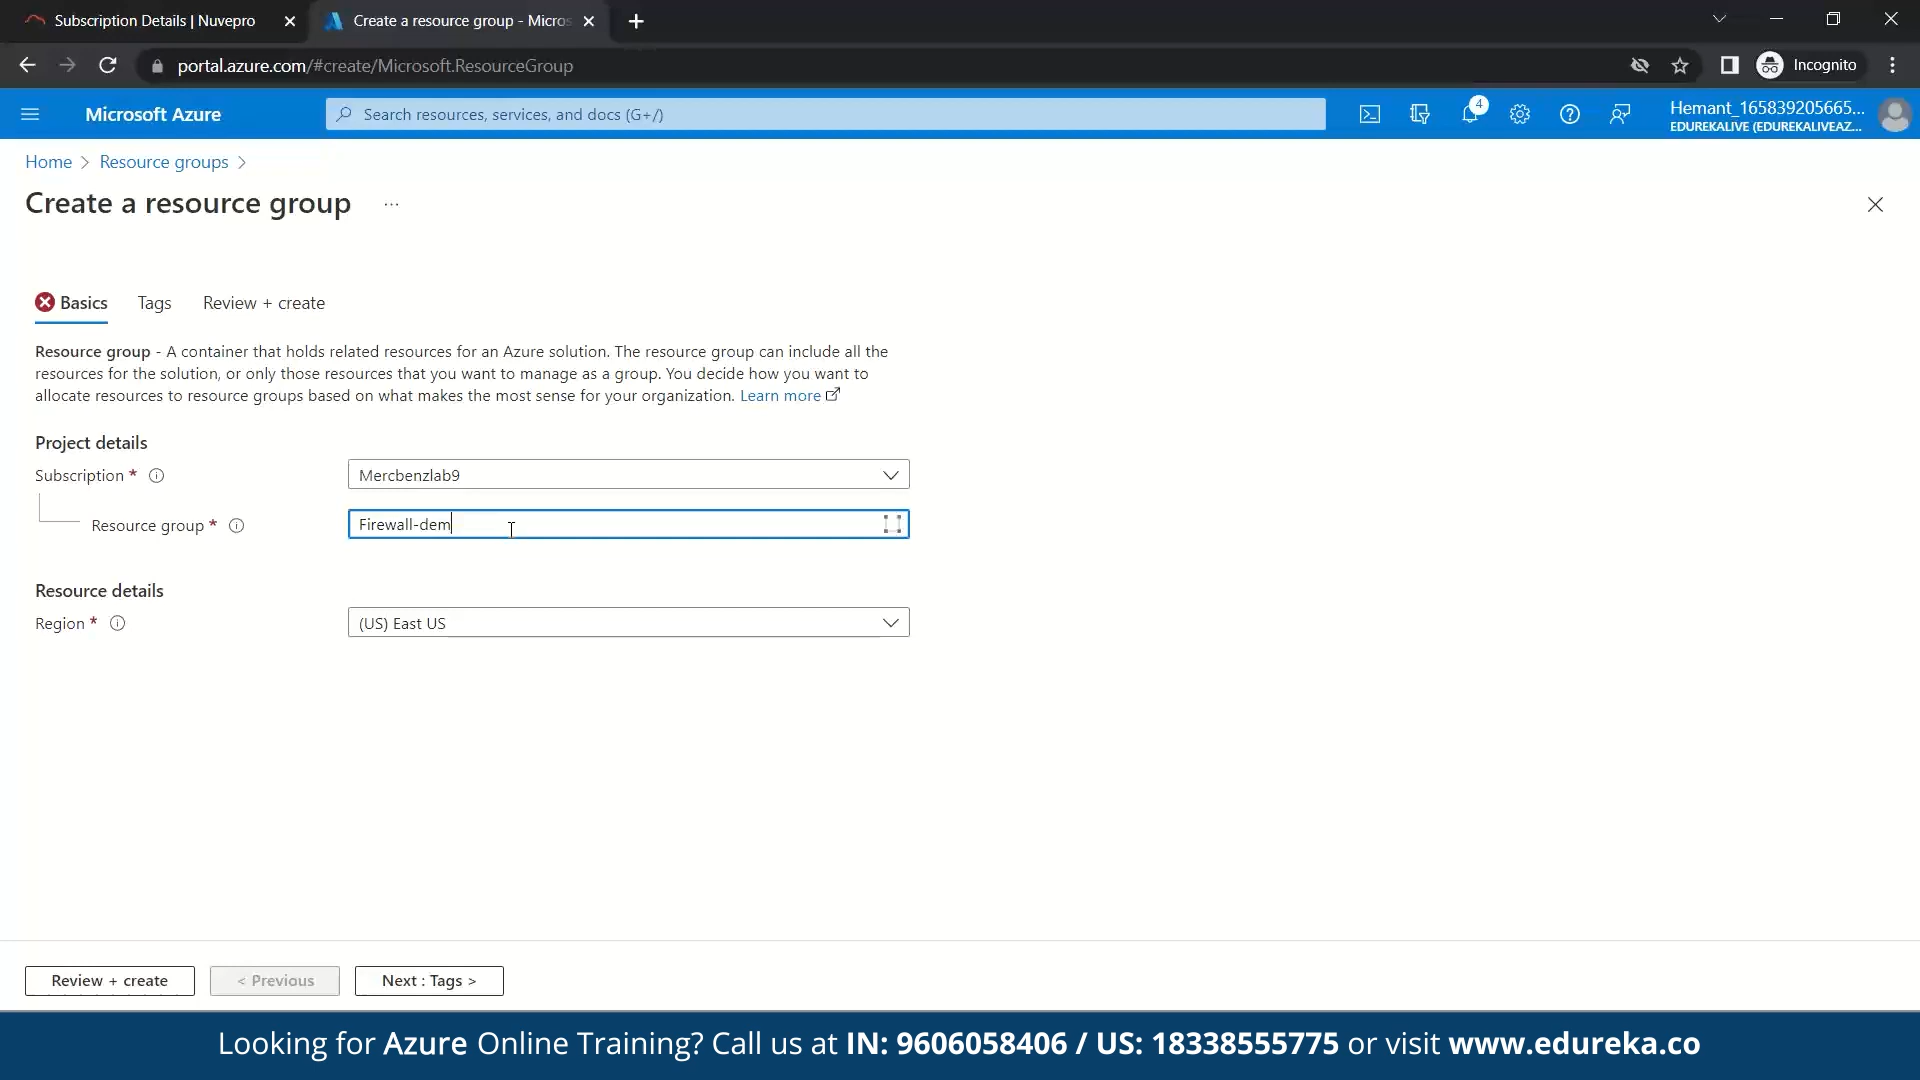 Subscription Details | Nuvepro
Create a resource group - Micros
portal.azure.com/#create/Microsoft.ResourceGroup
Incognito
Microsoft Azure
Search resources, services, and docs (G+/)
4
Hemant_165839205665...
EDUREKALIVE (EDUREKALIVEAZ...
Home > Resource groups >
Create a resource group ...
Basics Tags Review + create
Resource group - A container that holds related resources for an Azure solution. The resource group can include all the
resources for the solution, or only those resources that you want to manage as a group. You decide how you want to
allocate resources to resource groups based on what makes the most sense for your organization. Learn more
Project details
Subscription * Mercbenzlab9
Resource group * Firewall-dem
Resource details
Region * (US) East US
Review + create < Previous Next : Tags >
Looking for Azure Online Training? Call us at IN: 9606058406 / US: 18338555775 or visit www.edureka.co